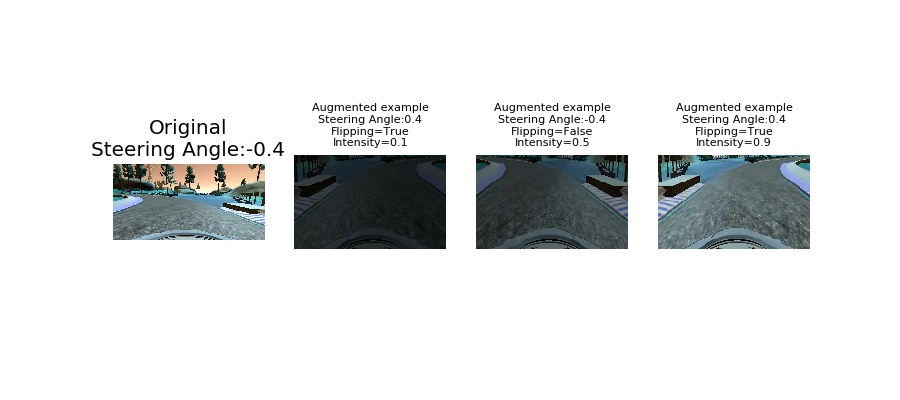 Original
Steering Angle:-0.4
Augmented example
Steering Angle:0.4
Flipping=True
Intensity=0.1
Augmented example
Steering Angle:-0.4
Flipping=False
Intensity=0.5
Augmented example
Steering Angle:0.4
Flipping=True
Intensity=0.9